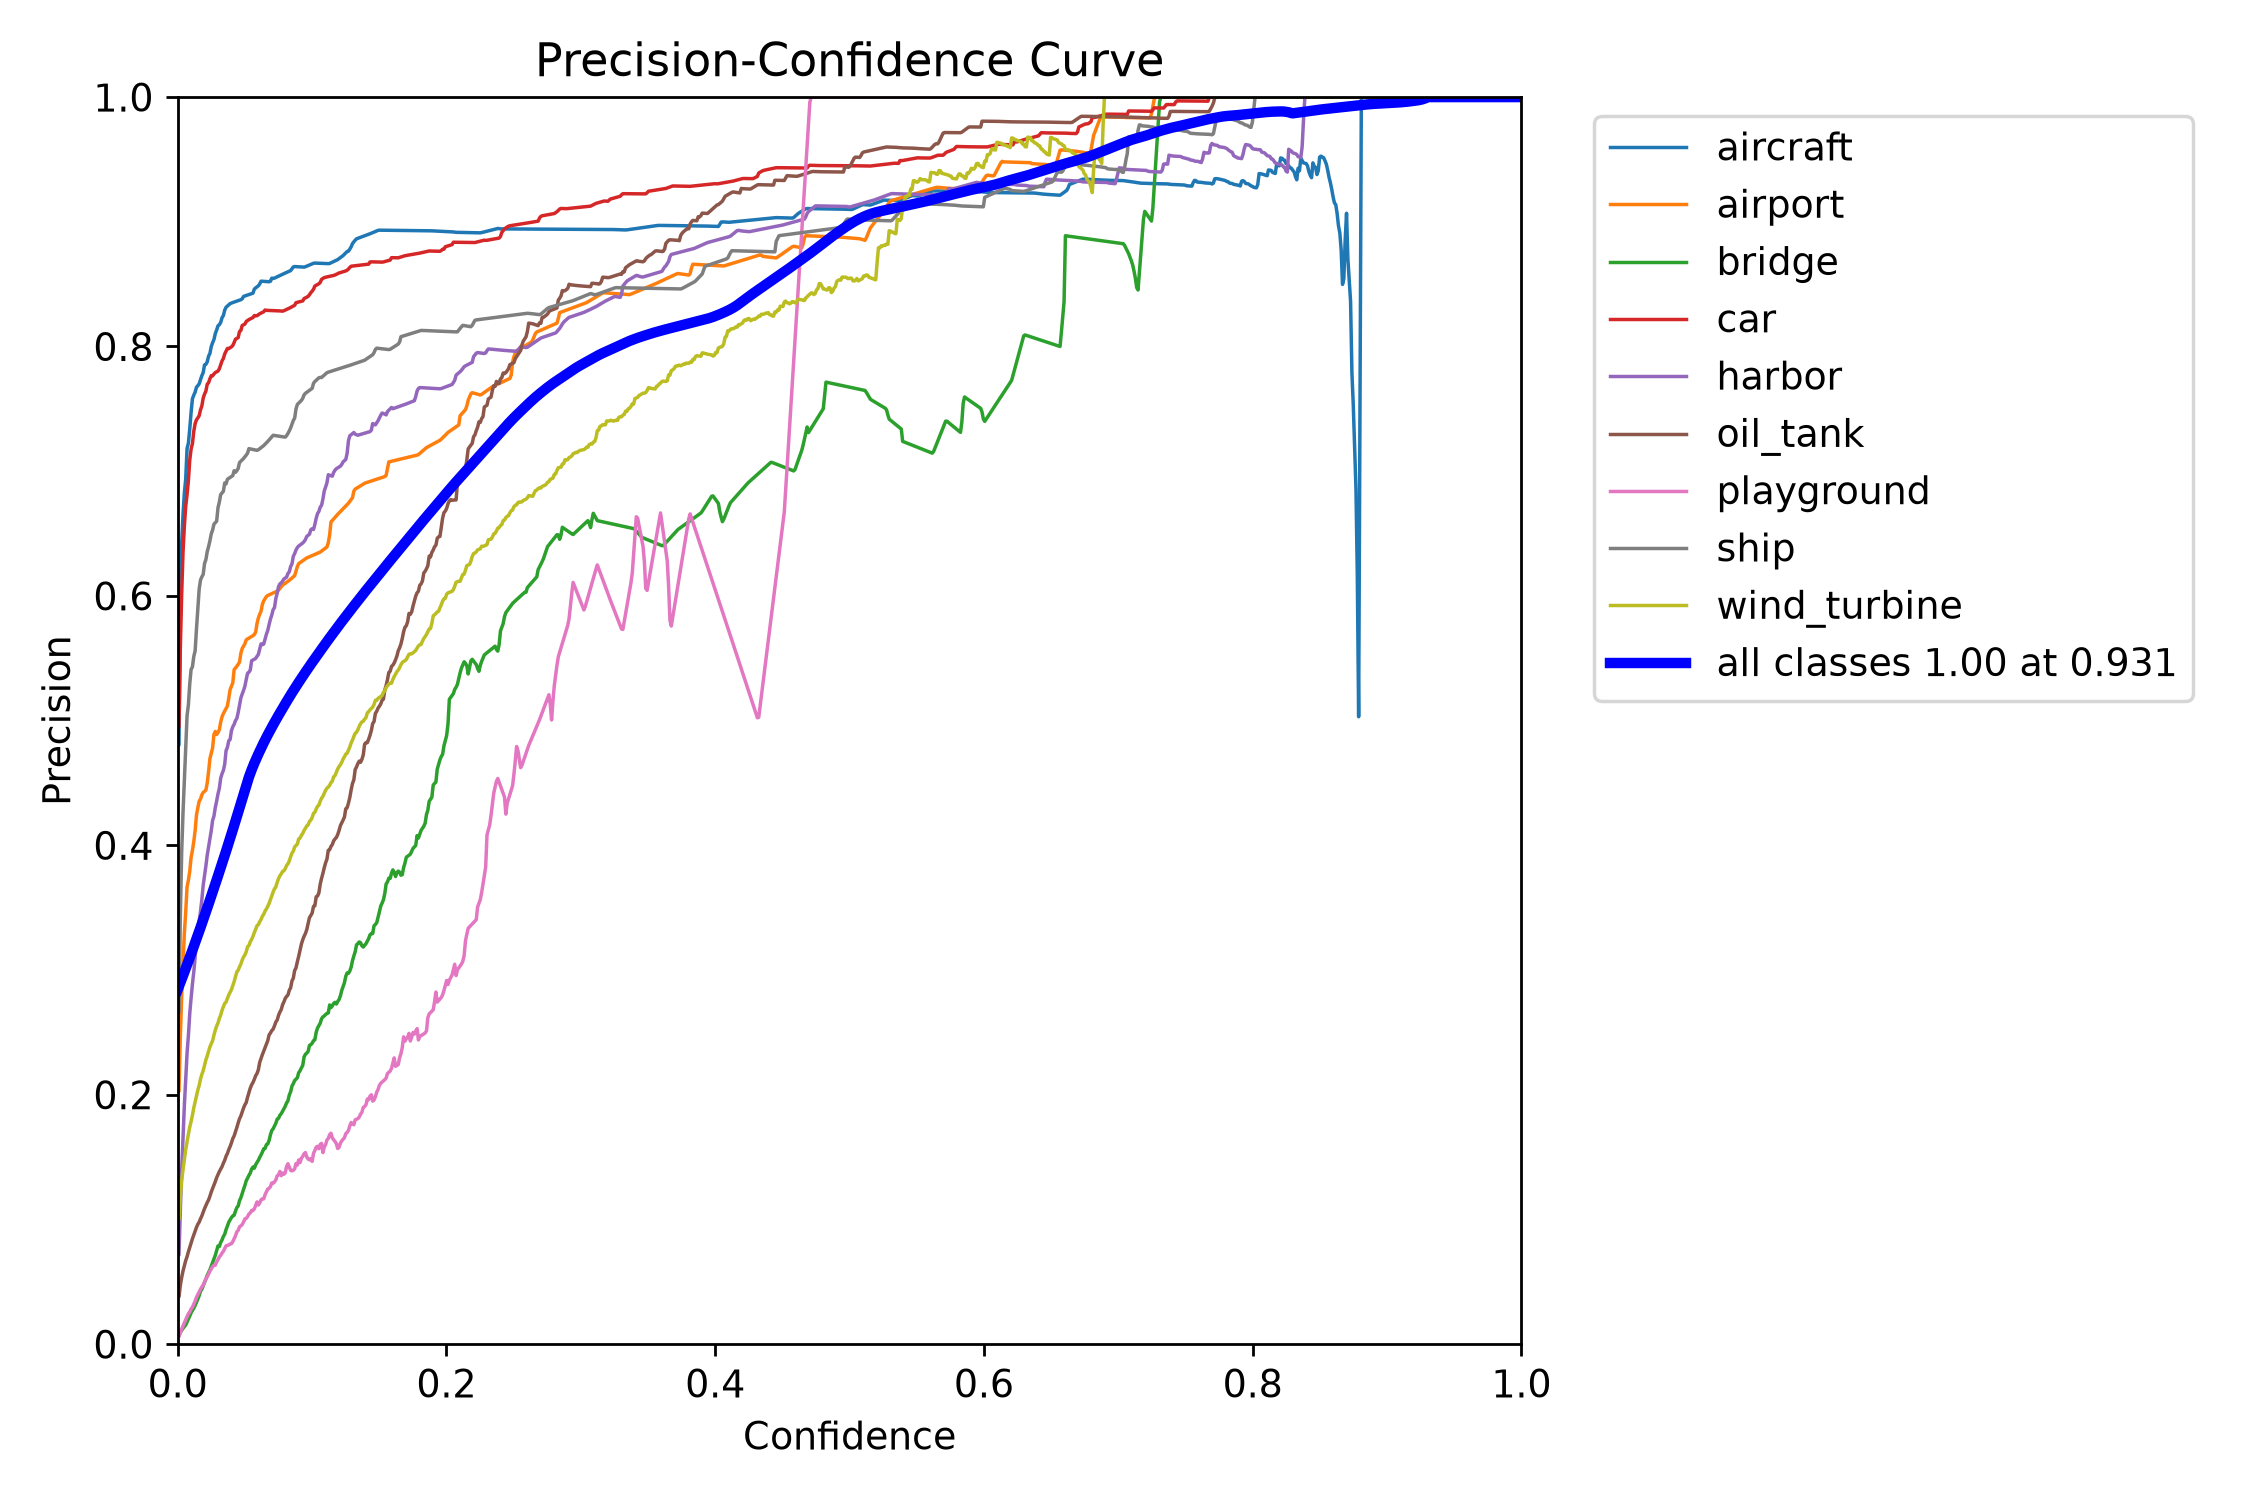 Precision-Confidence Curve
1.0
0.8
0.6
0.4
0.2
0.0
Precision
0.0 0.2 0.4 0.6 0.8 1.0
Confidence
aircraft
airport
bridge
car
harbor
oil_tank
playground
ship
wind_turbine
all classes 1.00 at 0.931